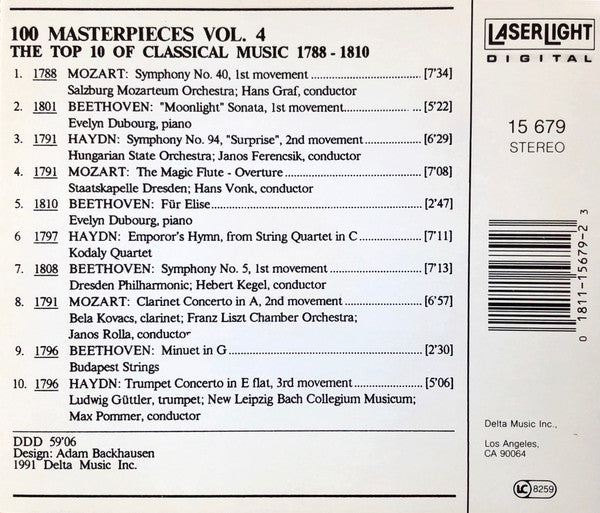 100 MASTERPIECES VOL. 4
THE TOP 10 OF CLASSICAL MUSIC 1788 - 1810
1. 1788 MOZART: Symphony No. 40, 1st movement [7'34]
Salzburg Mozarteum Orchestra; Hans Graf, conductor
2. 1801 BEETHOVEN: "Moonlight" Sonata, 1st movement [5'22]
Evelyn Dubourg, piano
3. 1791 HAYDN: Symphony No. 94, "Surprise", 2nd movement [6'29]
Hungarian State Orchestra; Janos Ferencsik, conductor
4. 1791 MOZART: The Magic Flute - Overture [7'08]
Staatskapelle Dresden; Hans Vonk, conductor
5. 1810 BEETHOVEN: Für Elise [2'47]
Evelyn Dubourg, piano
6 1797 HAYDN: Emporor's Hymn, from String Quartet in C [7'11]
Kodaly Quartet
7. 1808 BEETHOVEN: Symphony No. 5, 1st movement [7'13]
Dresden Philharmonic; Hebert Kegel, conductor
8. 1791 MOZART: Clarinet Concerto in A, 2nd movement [6'57]
Bela Kovacs, clarinet; Franz Liszt Chamber Orchestra;
Janos Rolla, conductor
9. 1796 BEETHOVEN: Minuet in G [2'30]
Budapest Strings
10. 1796 HAYDN: Trumpet Concerto in E flat, 3rd movement [5'06]
Ludwig Güttler, trumpet; New Leipzig Bach Collegium Musicum;
Max Pommer, conductor
DDD 59'06
Design: Adam Backhausen
1991 Delta Music Inc.
LASERLIGHT
DIGITAL
15 679
STEREO
0 1811-15679-2 3
Delta Music Inc.,
Los Angeles,
CA 90064
LC 8259